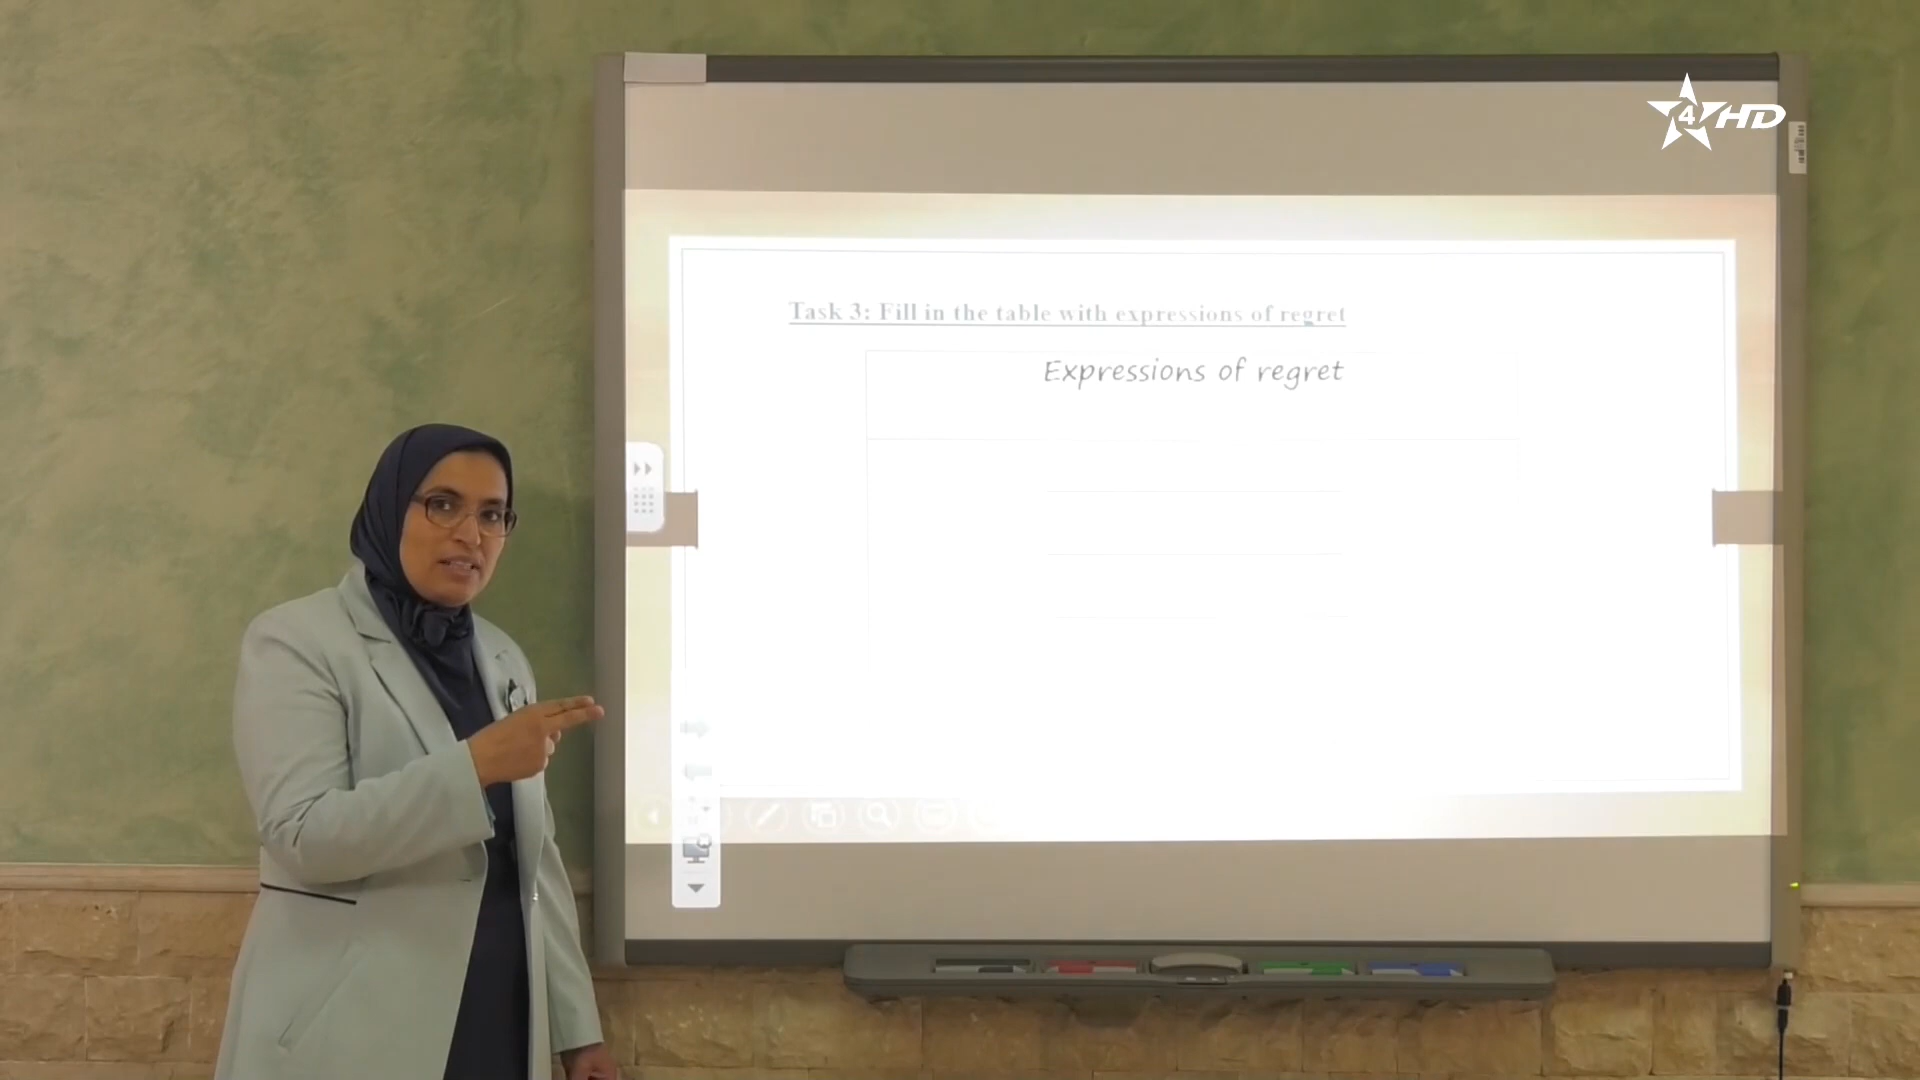 4 HD
Task 3: Fill in the table with expressions of regret
Expressions of regret